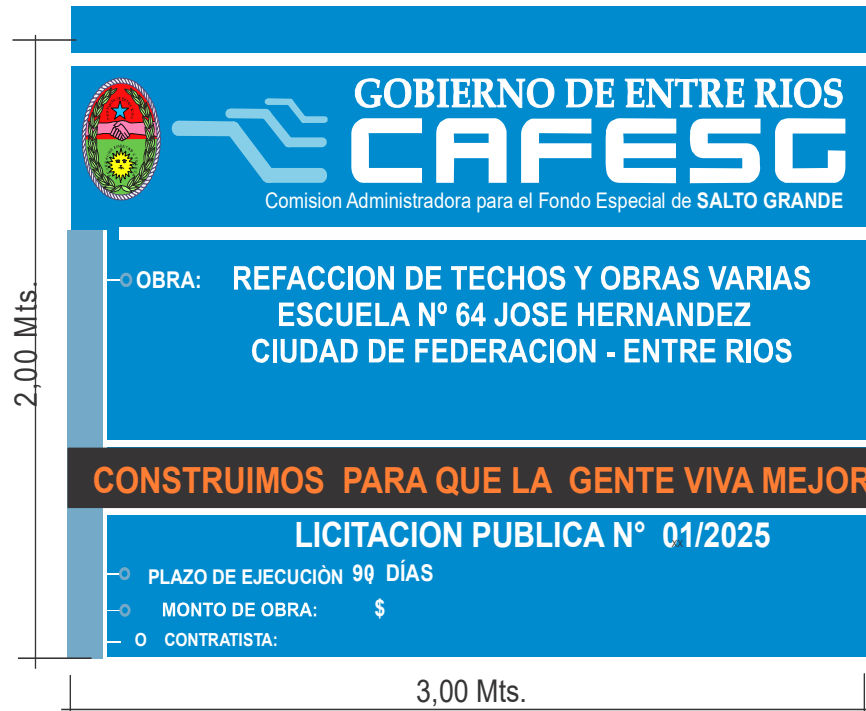 GOBIERNO DE ENTRE RIOS
CAFESG
Comision Administradora para el Fondo Especial de SALTO GRANDE
OBRA: REFACCION DE TECHOS Y OBRAS VARIAS
ESCUELA Nº 64 JOSE HERNANDEZ
CIUDAD DE FEDERACION - ENTRE RIOS
2,00 Mts.
CONSTRUIMOS PARA QUE LA GENTE VIVA MEJOR
LICITACION PUBLICA N° 01/2025
PLAZO DE EJECUCIÒN 90 DÍAS
MONTO DE OBRA: $
O CONTRATISTA:
3,00 Mts.